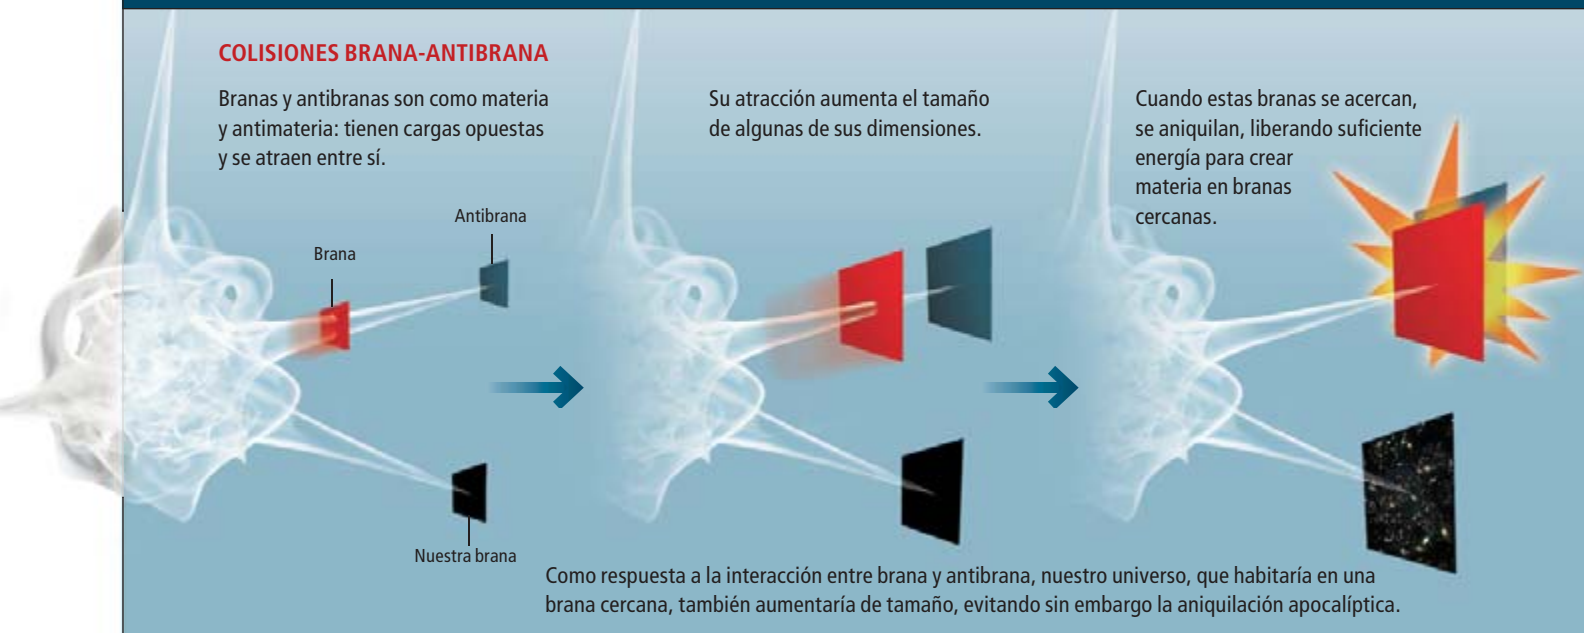 COLISIONES BRANA-ANTIBRANA
Branas y antibranas son como materia
y antimateria: tienen cargas opuestas
y se atraen entre sí.
Brana
Antibrana
Nuestra brana
Su atracción aumenta el tamaño
de algunas de sus dimensiones.
Cuando estas branas se acercan,
se aniquilan, liberando suficiente
energía para crear
materia en branas
cercanas.
Como respuesta a la interacción entre brana y antibrana, nuestro universo, que habitaría en una
brana cercana, también aumentaría de tamaño, evitando sin embargo la aniquilación apocalíptica.